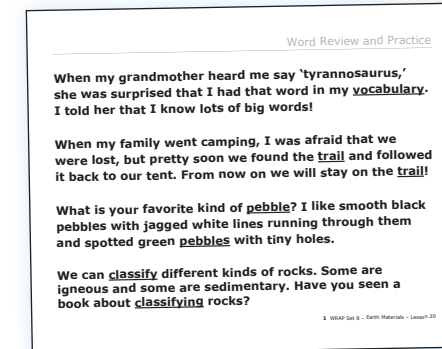 Word Review and Practice
When my grandmother heard me say ‘tyrannosaurus,’
she was surprised that I had that word in my vocabulary.
I told her that I know lots of big words!
When my family went camping, I was afraid that we
were lost, but pretty soon we found the trail and followed
it back to our tent. From now on we will stay on the trail!
What is your favorite kind of pebble? I like smooth black
pebbles with jagged white lines running through them
and spotted green pebbles with tiny holes.
We can classify different kinds of rocks. Some are
igneous and some are sedimentary. Have you seen a
book about classifying rocks?
1 WRAP Set 8 – Earth Materials – Lesson 20